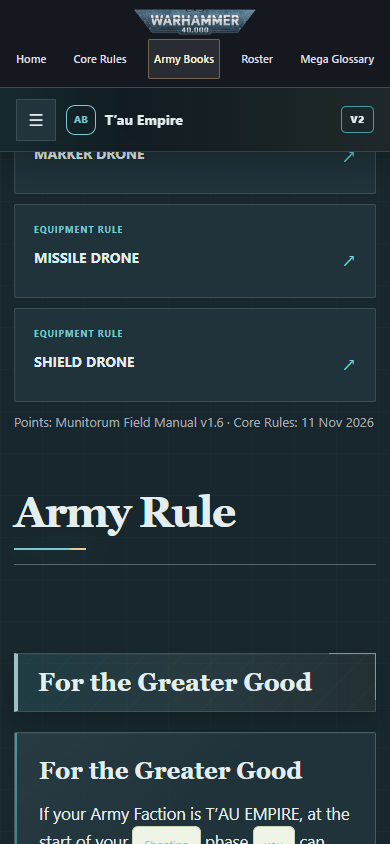 WARHAMMER
40,000
Home Core Rules Army Books Roster Mega Glossary
☰ AB T'au Empire V2
MARKER DRONE ↗
EQUIPMENT RULE
MISSILE DRONE ↗
EQUIPMENT RULE
SHIELD DRONE ↗
Points: Munitorum Field Manual v1.6 · Core Rules: 11 Nov 2026
Army Rule
For the Greater Good
For the Greater Good
If your Army Faction is T'AU EMPIRE, at the
start of your Shooting phase you can